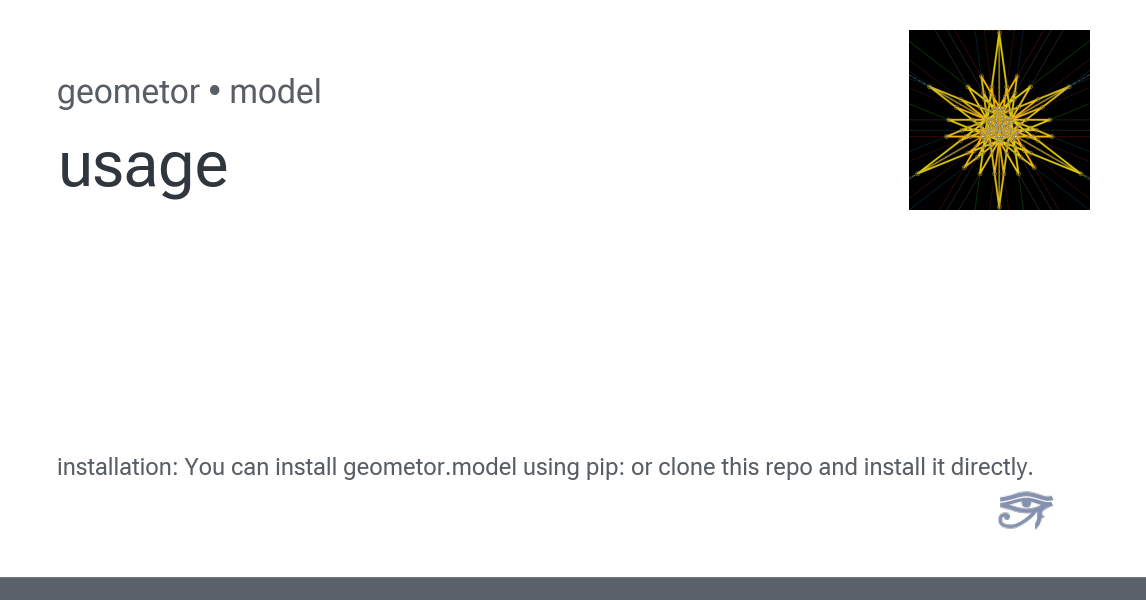 geometor • model
usage
installation: You can install geometor.model using pip: or clone this repo and install it directly.